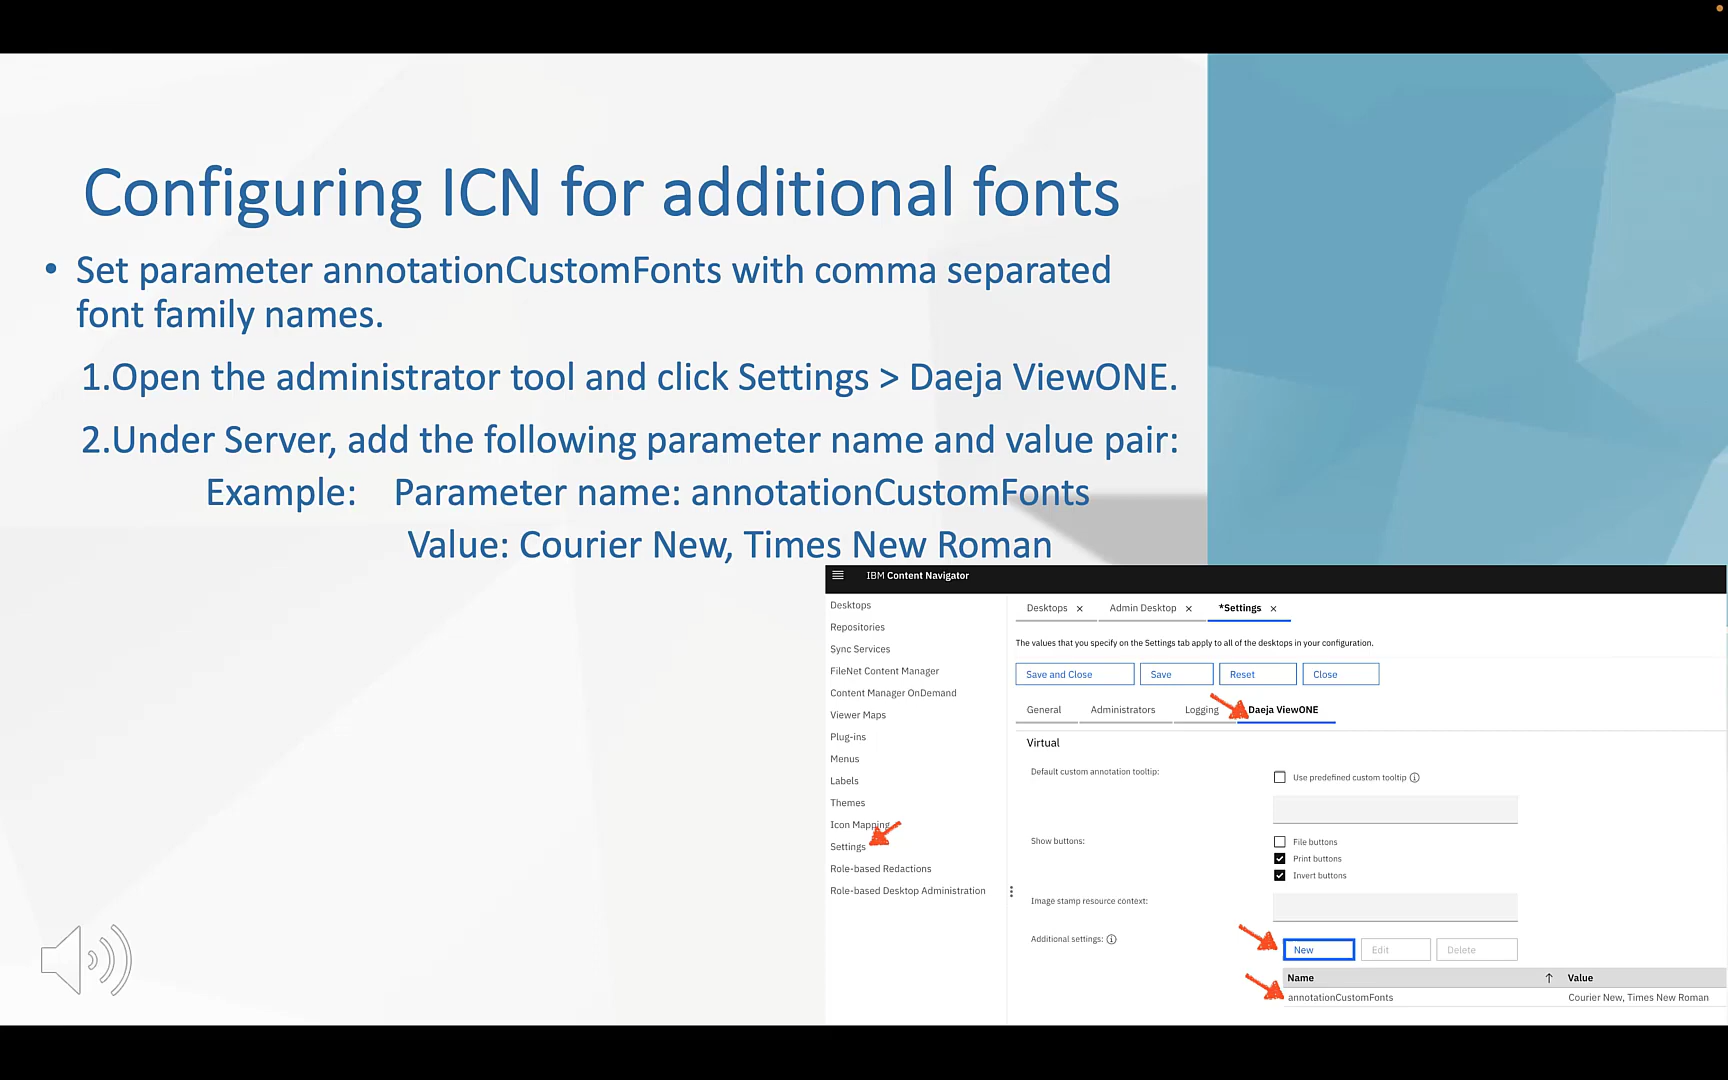 Configuring ICN for additional fonts
• Set parameter annotationCustomFonts with comma separated
font family names.
1.Open the administrator tool and click Settings > Daeja ViewONE.
2.Under Server, add the following parameter name and value pair:
Example: Parameter name: annotationCustomFonts
Value: Courier New, Times New Roman
IBM Content Navigator
Desktops
Repositories
Sync Services
FileNet Content Manager
Content Manager OnDemand
Viewer Maps
Plug-ins
Menus
Labels
Themes
Icon Mapping
Settings
Role-based Redactions
Role-based Desktop Administration
Desktops × Admin Desktop × *Settings ×
The values that you specify on the Settings tab apply to all of the desktops in your configuration.
Save and Close Save Reset Close
General Administrators Logging Daeja ViewONE
Virtual
Default custom annotation tooltip: Use predefined custom tooltip
Show buttons: File buttons
Print buttons
Invert buttons
Image stamp resource context:
Additional settings: New Edit Delete
Name Value
annotationCustomFonts Courier New, Times New Roman